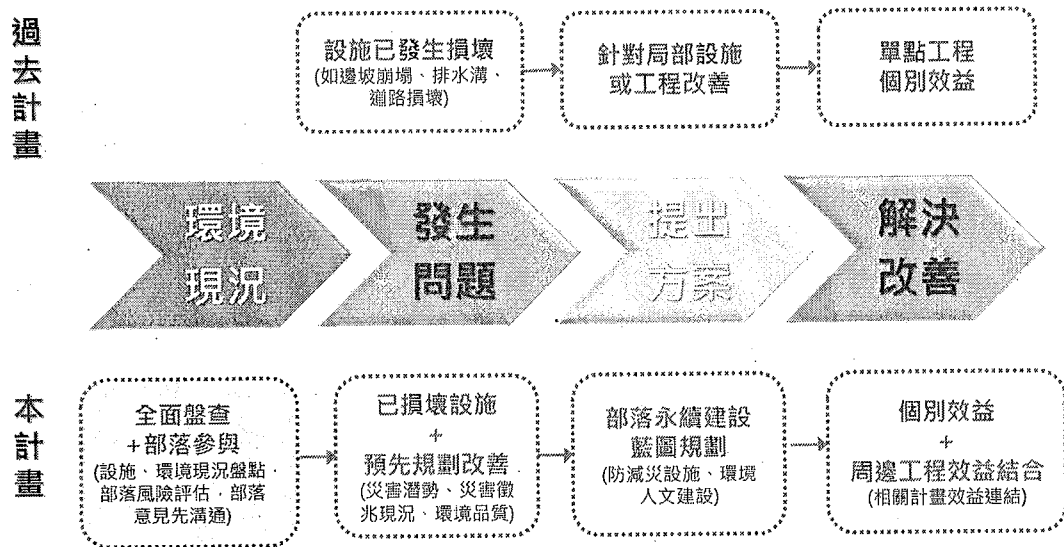 過去計畫
設施已發生損壞
(如邊坡崩塌、排水溝、
道路損壞)
針對局部設施
或工程改善
單點工程
個別效益
環境
現況
發生
問題
提出
方案
解決
改善
本計畫
全面盤查
+部落參與
(設施、環境現況盤點、
部落風險評估、部落
意見先溝通)
已損壞設施
+
預先規劃改善
(災害潛勢、災害徵
兆現況、環境品質)
部落永續建設
藍圖規劃
(防減災設施、環境
人文建設)
個別效益
+
周邊工程效益結合
(相關計畫效益連結)